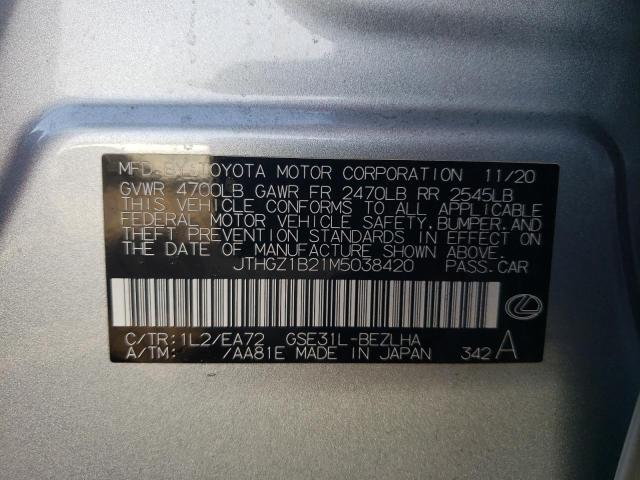 MFD. BY: TOYOTA MOTOR CORPORATION 11/20
GVWR 4700LB GAWR FR 2470LB RR 2545LB
THIS VEHICLE CONFORMS TO ALL APPLICABLE
FEDERAL MOTOR VEHICLE SAFETY, BUMPER, AND
THEFT PREVENTION STANDARDS IN EFFECT ON
THE DATE OF MANUFACTURE SHOWN ABOVE.
JTHGZ1B21M5038420 PASS. CAR
C/TR: 1L2/EA72 GSE31L-BEZLHA
A/TM: /AA81E MADE IN JAPAN 342 A